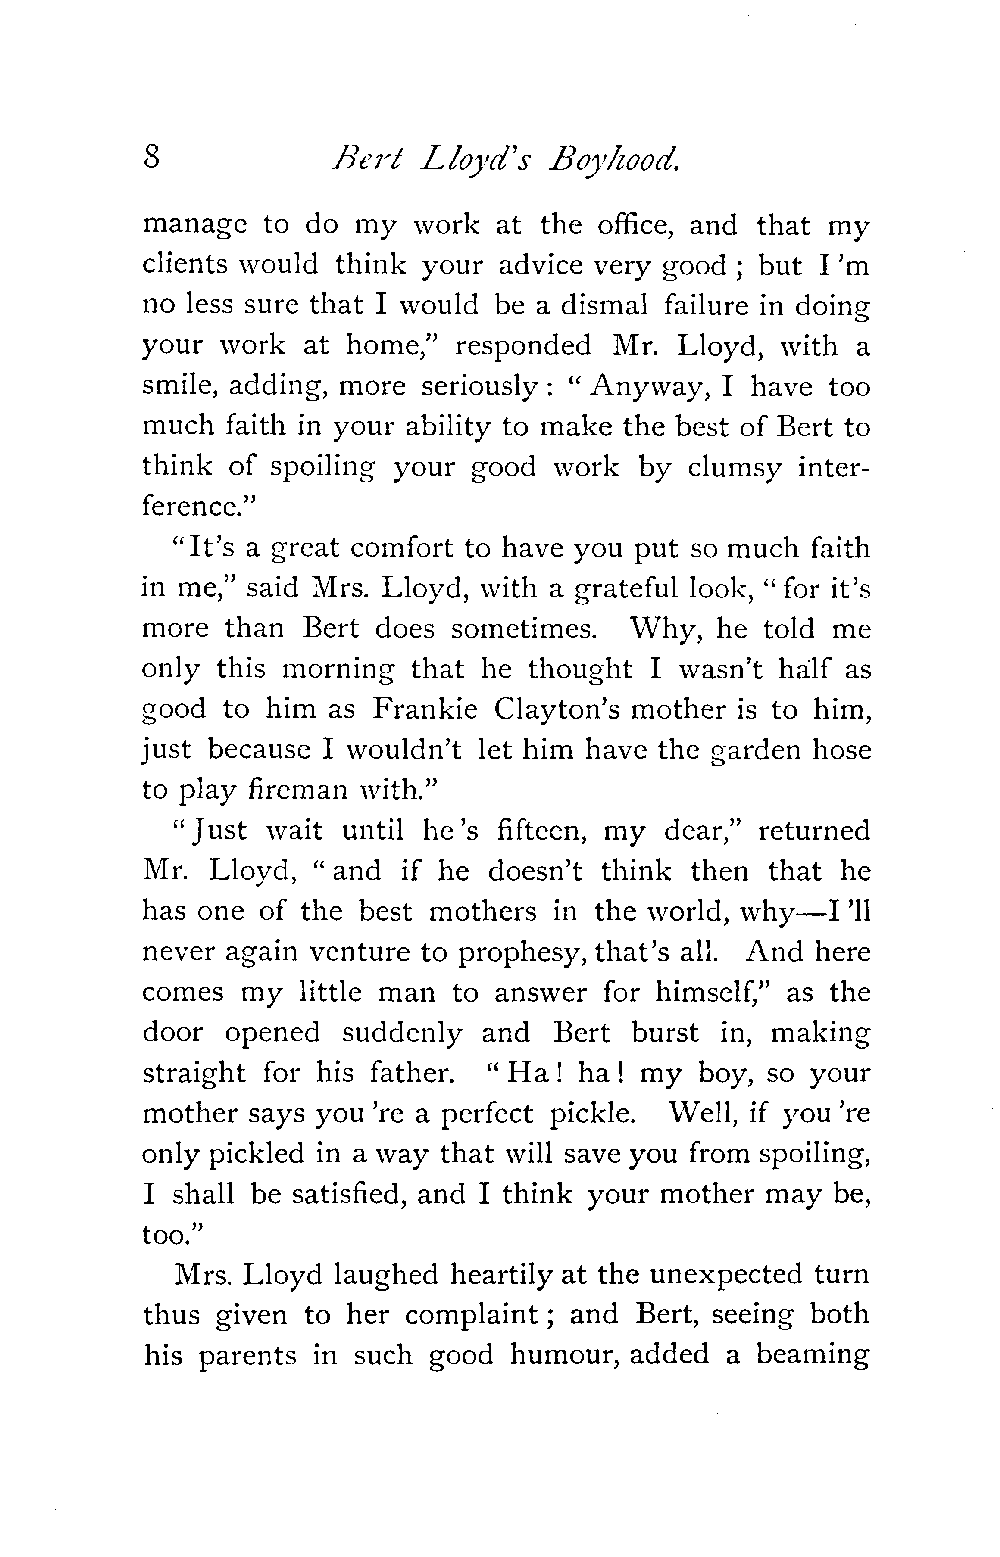 8 Bert Lloyd's Boyhood.
manage to do my work at the office, and that my
clients would think your advice very good ; but I 'm
no less sure that I would be a dismal failure in doing
your work at home,” responded Mr. Lloyd, with a
smile, adding, more seriously : “ Anyway, I have too
much faith in your ability to make the best of Bert to
think of spoiling your good work by clumsy inter-
ference.”
“It's a great comfort to have you put so much faith
in me,” said Mrs. Lloyd, with a grateful look, “ for it's
more than Bert does sometimes. Why, he told me
only this morning that he thought I wasn't half as
good to him as Frankie Clayton's mother is to him,
just because I wouldn't let him have the garden hose
to play fireman with.”
“Just wait until he 's fifteen, my dear,” returned
Mr. Lloyd, “ and if he doesn't think then that he
has one of the best mothers in the world, why—I 'll
never again venture to prophesy, that's all. And here
comes my little man to answer for himself,” as the
door opened suddenly and Bert burst in, making
straight for his father. “ Ha! ha! my boy, so your
mother says you 're a perfect pickle. Well, if you 're
only pickled in a way that will save you from spoiling,
I shall be satisfied, and I think your mother may be,
too.”
Mrs. Lloyd laughed heartily at the unexpected turn
thus given to her complaint ; and Bert, seeing both
his parents in such good humour, added a beaming